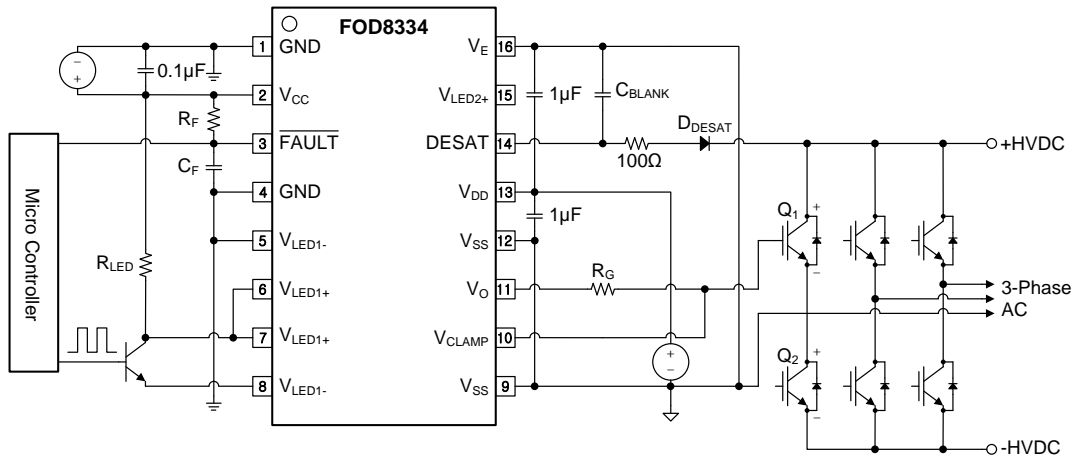 FOD8334
1 GND
2 VCC
3 FAULT
4 GND
5 VLED1-
6 VLED1+
7 VLED1+
8 VLED1-
VE 16
VLED2+ 15
DESAT 14
VDD 13
VSS 12
VO 11
VCLAMP 10
VSS 9
-
+
0.1µF
RF
CF
RLED
Micro Controller
1µF
CBLANK
DDESAT
100Ω
1µF
RG
+
-
+HVDC
Q1
+
-
3-Phase
AC
Q2
+
-
-HVDC